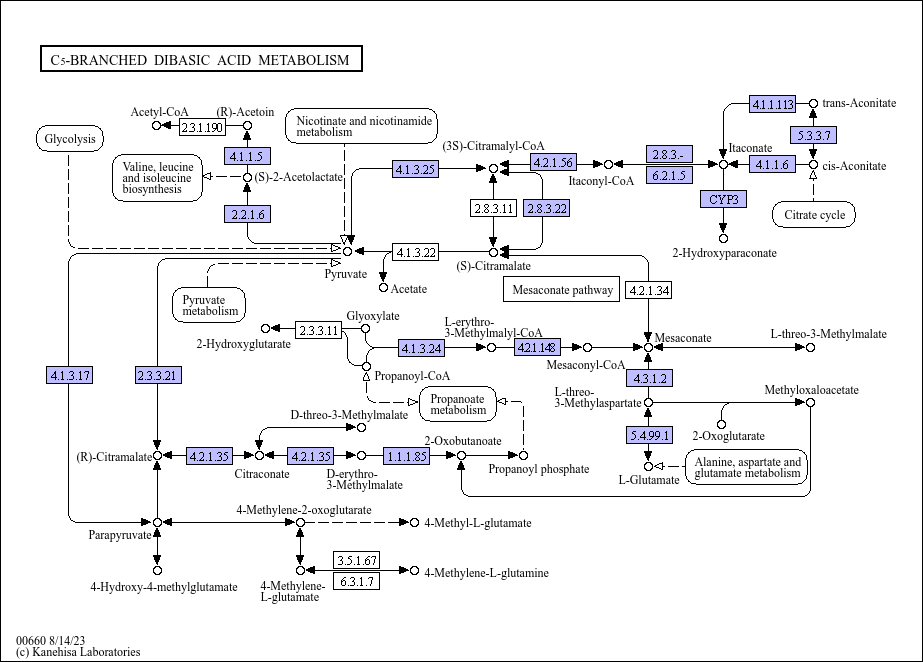 C5-BRANCHED DIBASIC ACID METABOLISM
Acetyl-CoA
2.3.1.190
(R)-Acetoin
Nicotinate and nicotinamide
metabolism
4.1.1.113
trans-Aconitate
Glycolysis
5.3.3.7
(3S)-Citramalyl-CoA
Itaconate
Valine, leucine
and isoleucine
biosynthesis
4.1.1.5
4.1.3.25
4.2.1.56
2.8.3.-
6.2.1.5
4.1.1.6
cis-Aconitate
(S)-2-Acetolactate
Itaconyl-CoA
CYP3
2.2.1.6
2.8.3.11
2.8.3.22
Citrate cycle
2-Hydroxyparaconate
4.1.3.22
(S)-Citramalate
Pyruvate
Acetate
Mesaconate pathway
4.2.1.34
Pyruvate
metabolism
Glyoxylate
2.3.3.11
2-Hydroxyglutarate
L-erythro-
3-Methylmalyl-CoA
4.1.3.24
4.2.1.148
Mesaconate
L-threo-3-Methylmalate
Mesaconyl-CoA
4.1.3.17
2.3.3.21
Propanoyl-CoA
4.3.1.2
L-threo-
3-Methylaspartate
Methyloxaloacetate
Propanoate
metabolism
D-threo-3-Methylmalate
5.4.99.1
2-Oxoglutarate
2-Oxobutanoate
(R)-Citramalate
4.2.1.35
Citraconate
4.2.1.35
D-erythro-
3-Methylmalate
1.1.1.85
Propanoyl phosphate
L-Glutamate
Alanine, aspartate and
glutamate metabolism
4-Methylene-2-oxoglutarate
4-Methyl-L-glutamate
Parapyruvate
3.5.1.67
6.3.1.7
4-Methylene-L-glutamine
4-Hydroxy-4-methylglutamate
4-Methylene-
L-glutamate
00660 8/14/23
(c) Kanehisa Laboratories